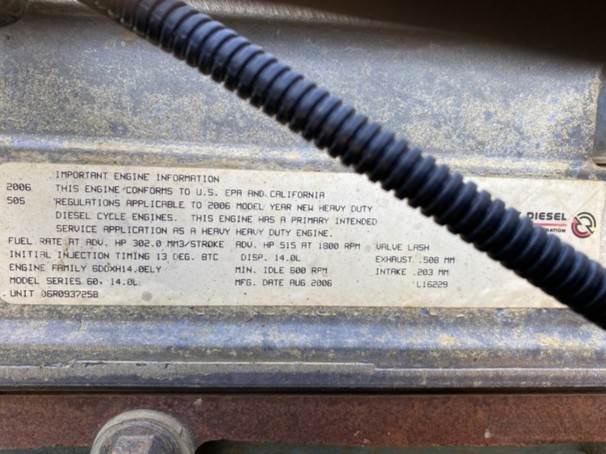 IMPORTANT ENGINE INFORMATION
2006 THIS ENGINE CONFORMS TO U.S. EPA AND CALIFORNIA
505 REGULATIONS APPLICABLE TO 2006 MODEL YEAR NEW HEAVY DUTY
DIESEL CYCLE ENGINES. THIS ENGINE HAS A PRIMARY INTENDED
SERVICE APPLICATION AS A HEAVY HEAVY DUTY ENGINE.
FUEL RATE AT ADV. HP 302.0 MM3/STROKE ADV. HP 515 AT 1800 RPM VALVE LASH
INITIAL INJECTION TIMING 13 DEG. BTC DISP. 14.0L EXHAUST .508 MM
ENGINE FAMILY 6DDXH14.0ELY MIN. IDLE 600 RPM INTAKE .203 MM
MODEL SERIES 60, 14.0L MFG. DATE AUG 2006 L16229
UNIT 06R0937258
DIESEL